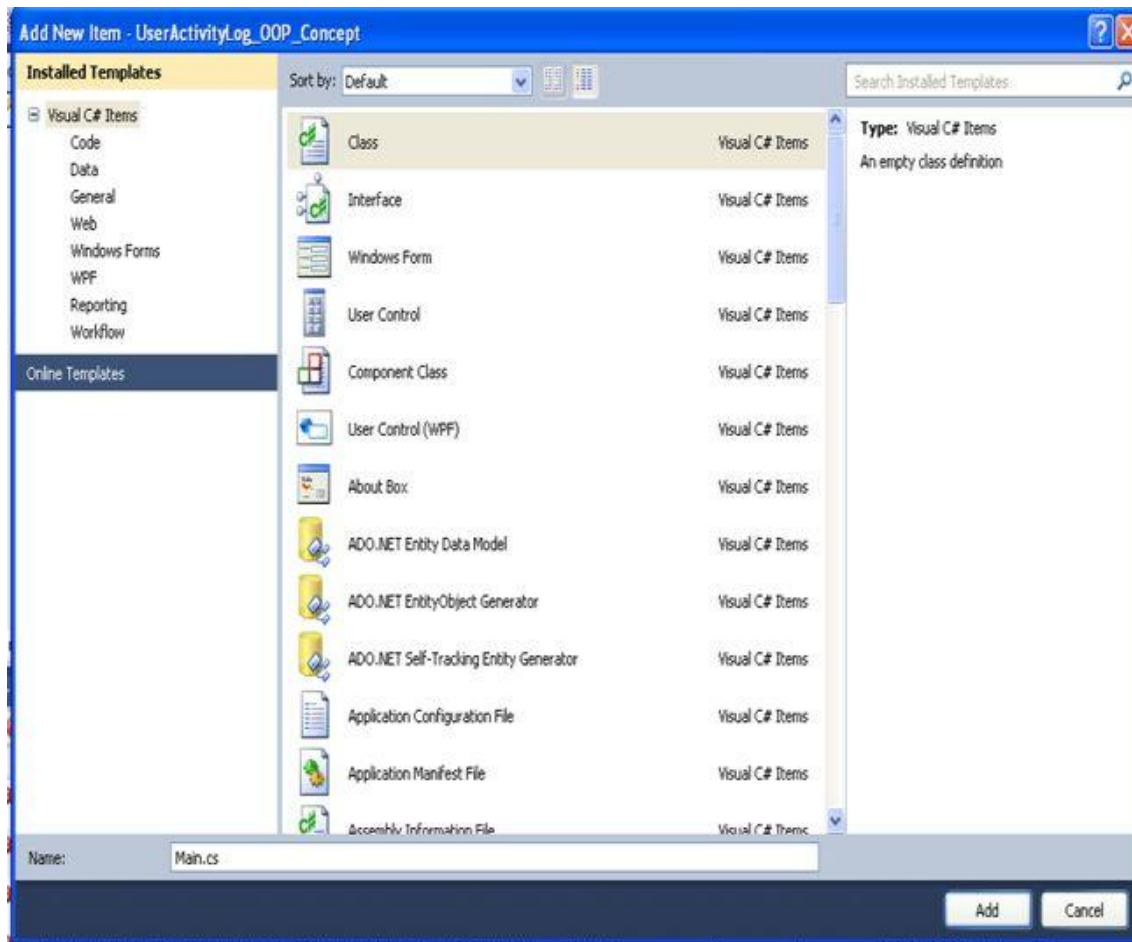 Add New Item - UserActivityLog_OOP_Concept
Installed Templates
Sort by: Default
Search Installed Templates
Visual C# Items
Code
Data
General
Web
Windows Forms
WPF
Reporting
Workflow
Online Templates
Class Visual C# Items
Interface Visual C# Items
Windows Form Visual C# Items
User Control Visual C# Items
Component Class Visual C# Items
User Control (WPF) Visual C# Items
About Box Visual C# Items
ADO.NET Entity Data Model Visual C# Items
ADO.NET EntityObject Generator Visual C# Items
ADO.NET Self-Tracking Entity Generator Visual C# Items
Application Configuration File Visual C# Items
Application Manifest File Visual C# Items
Assembly Information File Visual C# Items
Type: Visual C# Items
An empty class definition
Name: Main.cs
Add Cancel